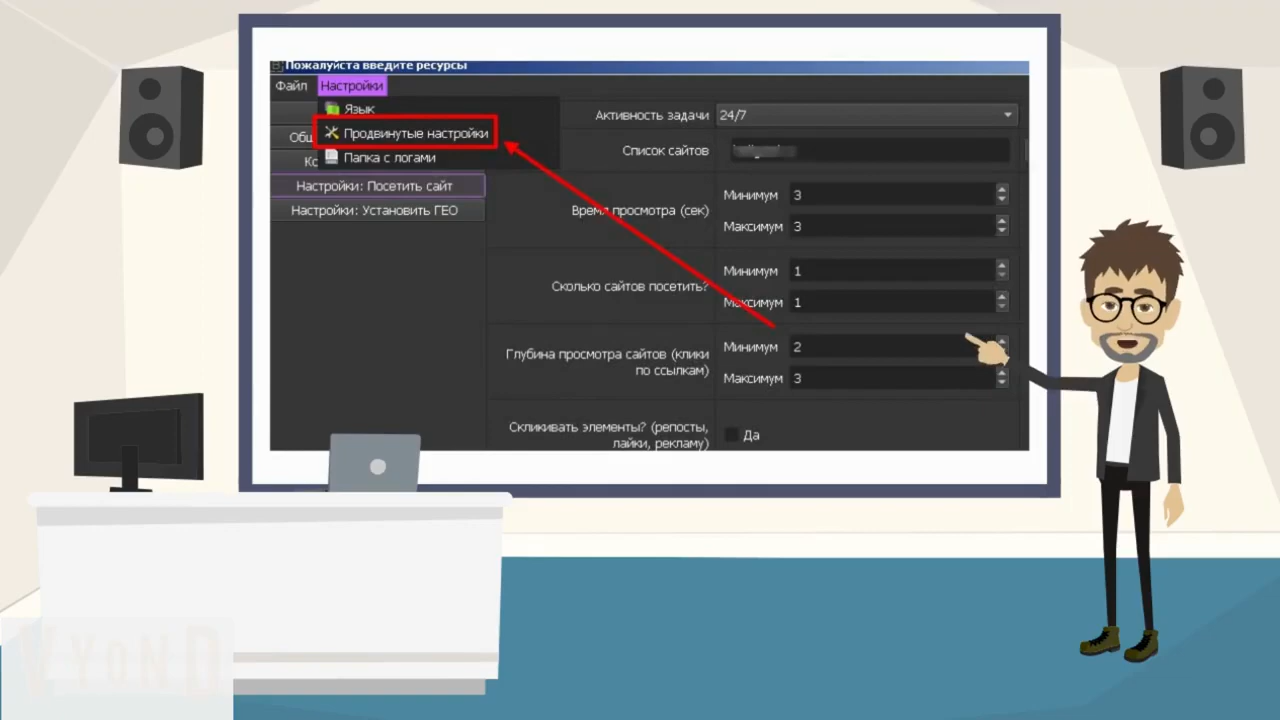 Пожалуйста введите ресурсы
Файл Настройки
Язык
Продвинутые настройки
Папка с логами
Настройки: Посетить сайт
Настройки: Установить ГЕО
Активность задачи 24/7
Список сайтов
Время просмотра (сек)
Минимум 3
Максимум 3
Сколько сайтов посетить?
Минимум 1
Максимум 1
Глубина просмотра сайтов (клики
по ссылкам)
Минимум 2
Максимум 3
Скликивать элементы? (репосты,
лайки, рекламу)
Да
VYOND